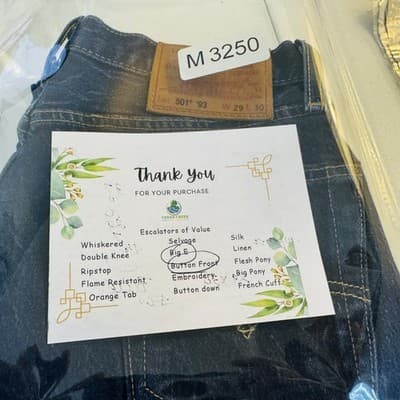 M 3250
501® '93 W 29 L 30
Thank You
FOR YOUR PURCHASE
Escalators of Value
Whiskered Selvage Silk
Double Knee Big E Linen
Ripstop Button Front Flesh Pony
Flame Resistant Embroidery Big Pony
Orange Tab Button down French Cuff